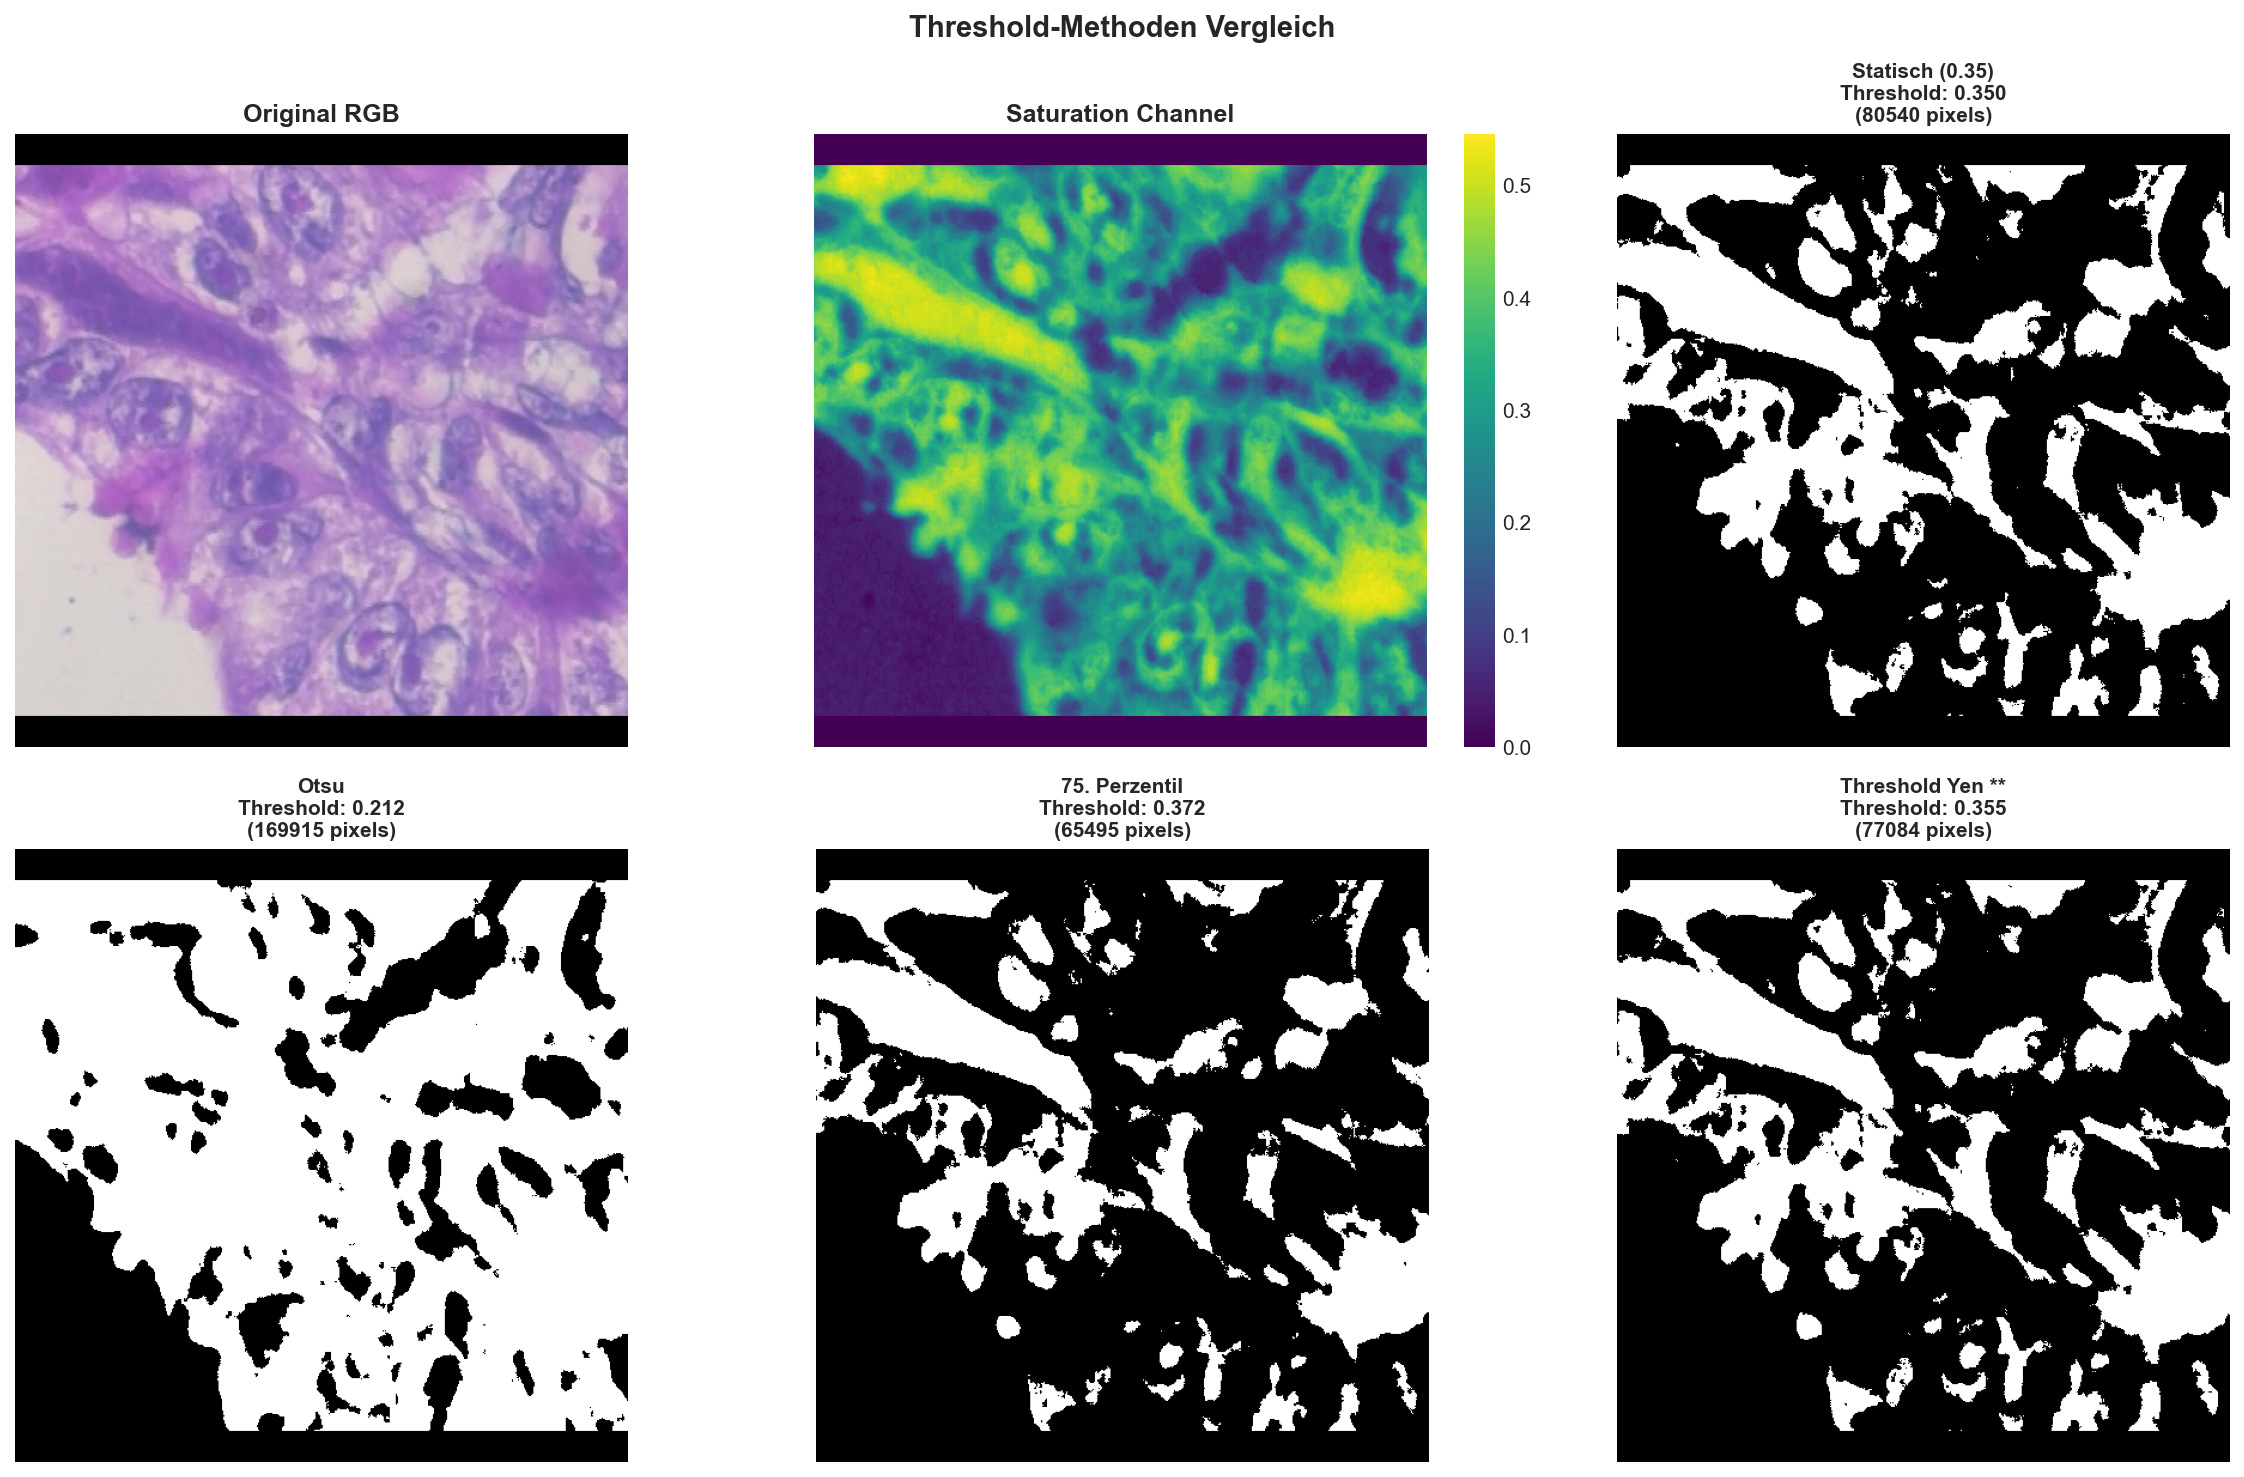 Threshold-Methoden Vergleich
Original RGB
Saturation Channel
Statisch (0.35)
Threshold: 0.350
(80540 pixels)
0.5
0.4
0.3
0.2
0.1
0.0
Otsu
Threshold: 0.212
(169915 pixels)
75. Perzentil
Threshold: 0.372
(65495 pixels)
Threshold Yen **
Threshold: 0.355
(77084 pixels)